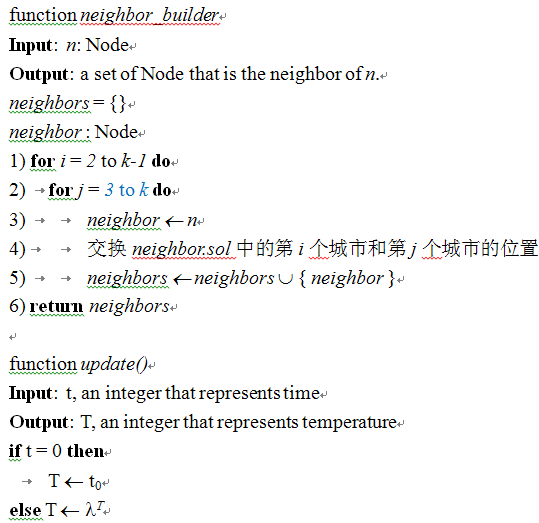 function neighbor_builder
Input: n: Node
Output: a set of Node that is the neighbor of n.
neighbors = {}
neighbor : Node
1) for i = 2 to k-1 do
2) for j = 3 to k do
3) neighbor ← n
4) 交换 neighbor.sol 中的第 i 个城市和第 j 个城市的位置
5) neighbors ← neighbors ∪ { neighbor }
6) return neighbors
function update()
Input: t, an integer that represents time
Output: T, an integer that represents temperature
if t = 0 then
T ← t₀
else T ← λᵀ